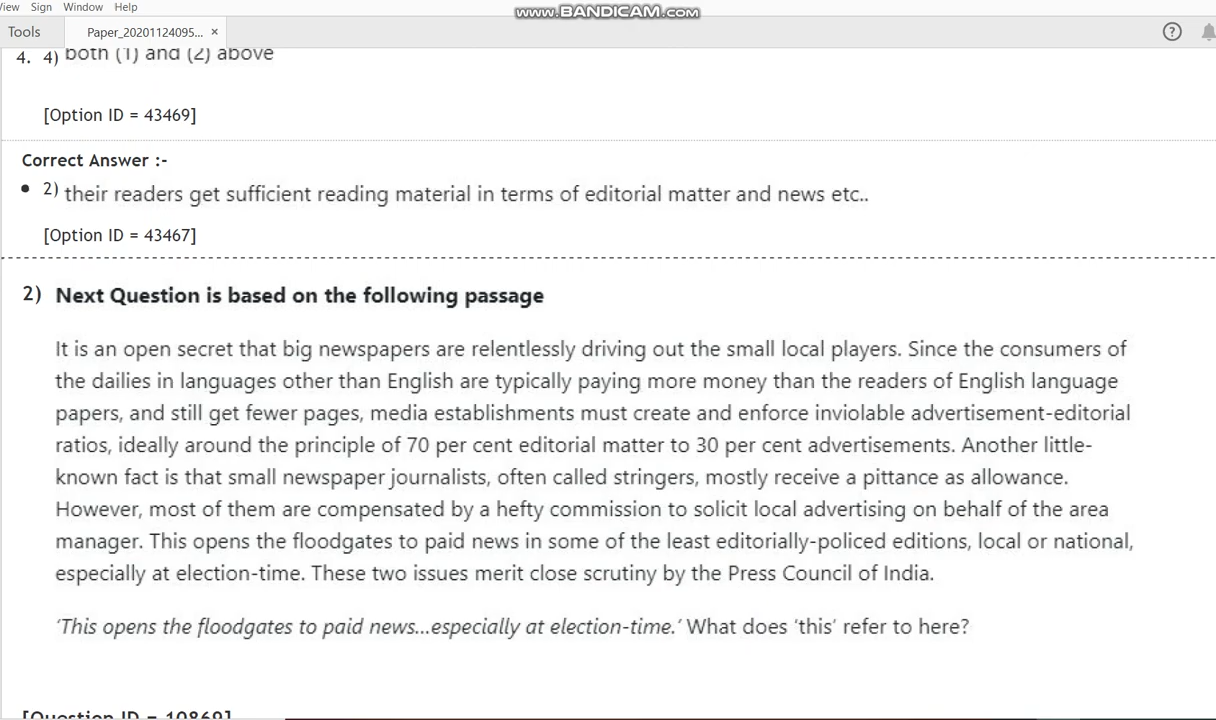 View Sign Window Help
www.BANDICAM.com
Tools Paper_20201124095... ×
4. 4) both (1) and (2) above
[Option ID = 43469]
Correct Answer :-
• 2) their readers get sufficient reading material in terms of editorial matter and news etc..
[Option ID = 43467]
2) Next Question is based on the following passage
It is an open secret that big newspapers are relentlessly driving out the small local players. Since the consumers of
the dailies in languages other than English are typically paying more money than the readers of English language
papers, and still get fewer pages, media establishments must create and enforce inviolable advertisement-editorial
ratios, ideally around the principle of 70 per cent editorial matter to 30 per cent advertisements. Another little-
known fact is that small newspaper journalists, often called stringers, mostly receive a pittance as allowance.
However, most of them are compensated by a hefty commission to solicit local advertising on behalf of the area
manager. This opens the floodgates to paid news in some of the least editorially-policed editions, local or national,
especially at election-time. These two issues merit close scrutiny by the Press Council of India.
'This opens the floodgates to paid news...especially at election-time.' What does 'this' refer to here?
[Question ID = 10869]